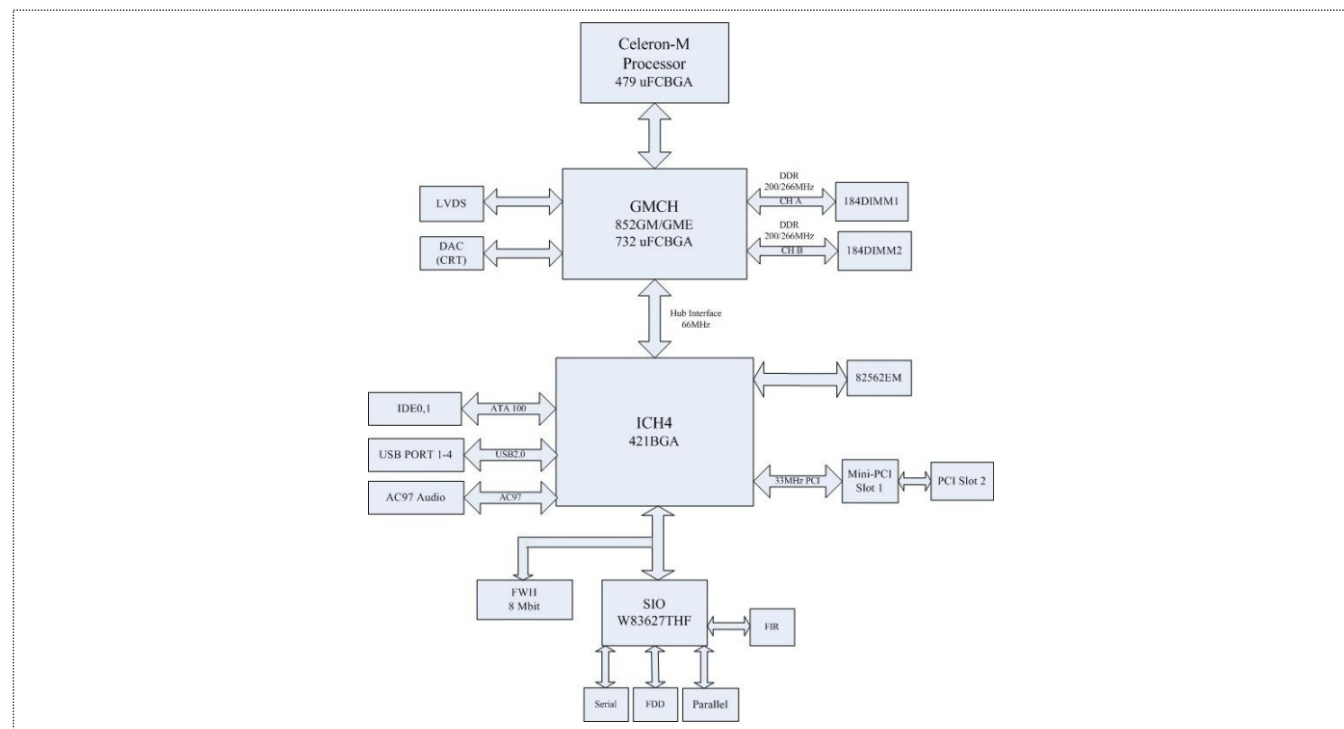 Celeron-M
Processor
479 uFCBGA
GMCH
852GM/GME
732 uFCBGA
LVDS
DAC
(CRT)
DDR
200/266MHz
CH A
184DIMM1
DDR
200/266MHz
CH B
184DIMM2
Hub Interface
66MHz
ICH4
421BGA
82562EM
IDE0,1
ATA 100
USB PORT 1-4
USB2.0
AC97 Audio
AC97
33MHz PCI
Mini-PCI
Slot 1
PCI Slot 2
FWH
8 Mbit
SIO
W83627THF
FIR
Serial
FDD
Parallel